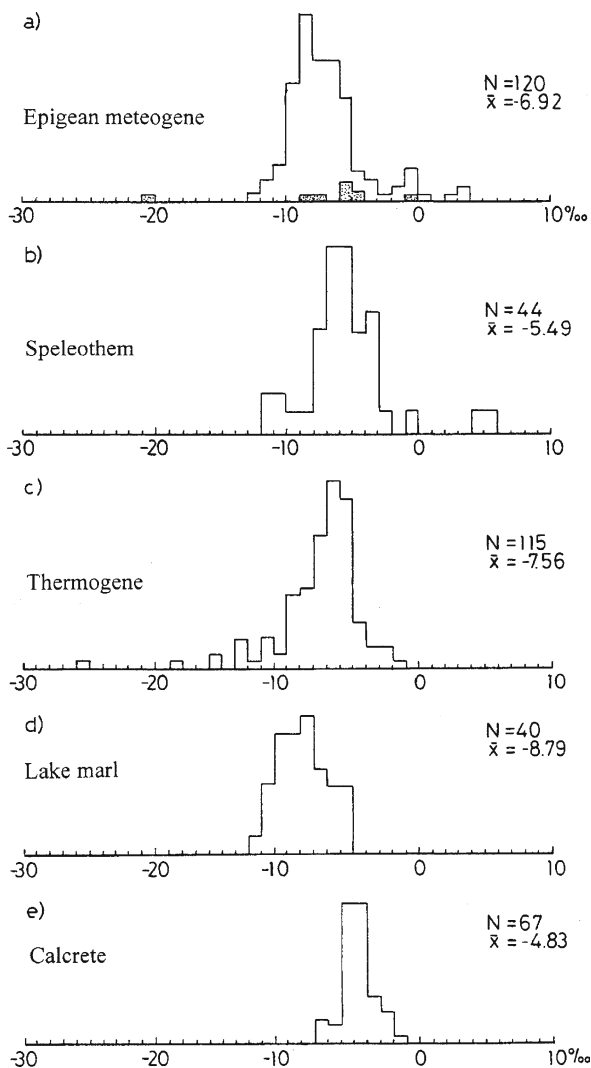 a)
Epigean meteogene
N = 120
x̄ = -6.92
-30 -20 -10 0 10‰
b)
Speleothem
N = 44
x̄ = -5.49
-30 -20 -10 0 10
c)
Thermogene
N = 115
x̄ = -7.56
-30 -20 -10 0 10
d)
Lake marl
N = 40
x̄ = -8.79
-30 -20 -10 0 10
e)
Calcrete
N = 67
x̄ = -4.83
-30 -20 -10 0 10‰